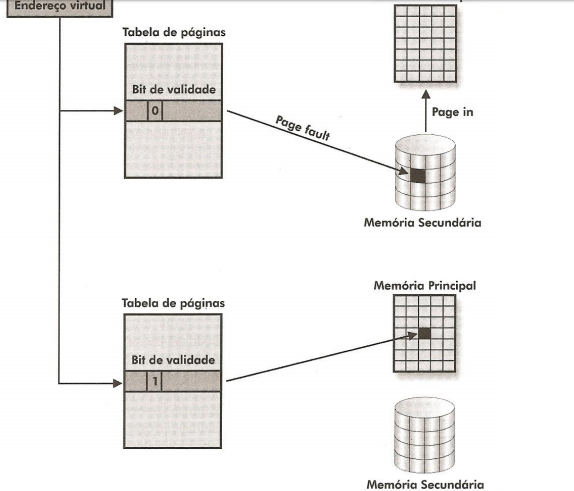 Endereço virtual
Tabela de páginas
Bit de validade
0
Page fault
Page in
Memória Secundária
Memória Principal
Tabela de páginas
Bit de validade
1
Memória Secundária